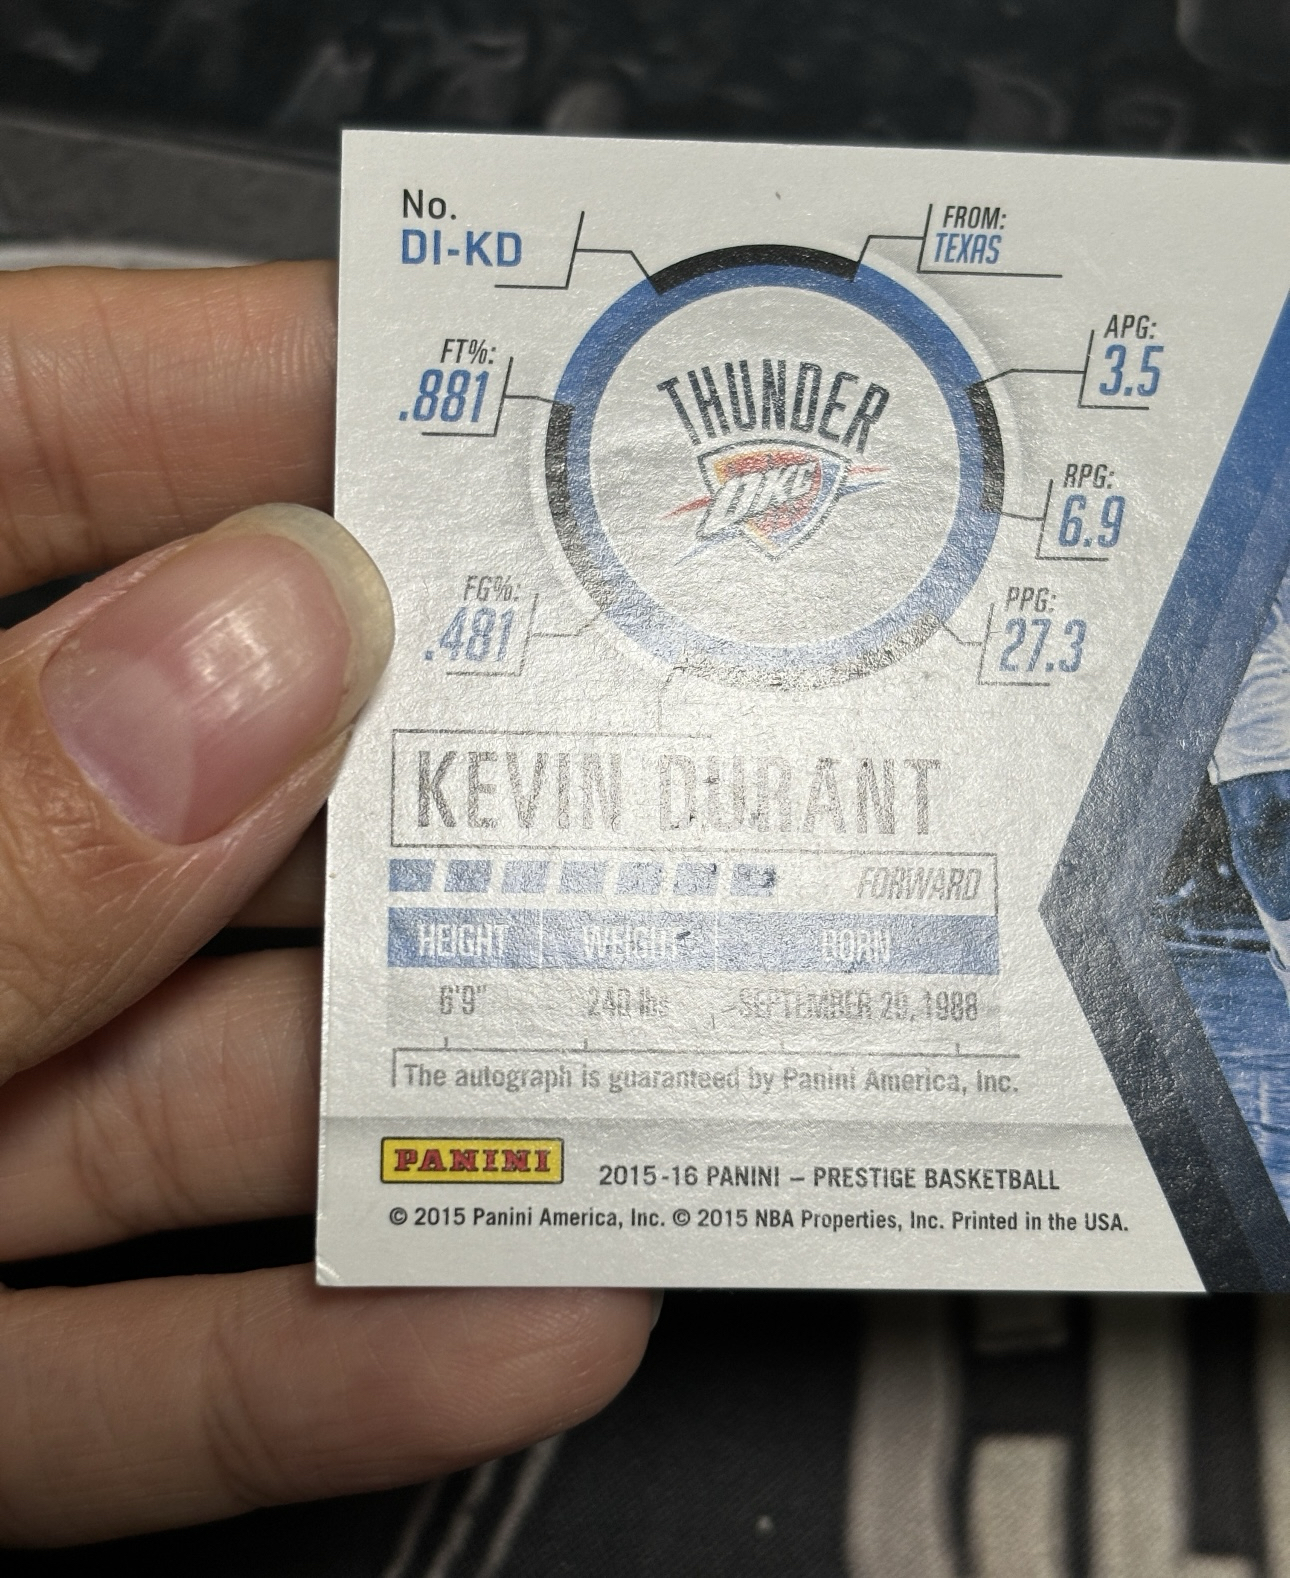 No.
DI-KD
FROM:
TEXAS
FT%:
.881
APG:
3.5
THUNDER
OKC
RPG:
6.9
FG%:
.481
PPG:
27.3
KEVIN DURANT
FORWARD
HEIGHT WEIGHT BORN
6'9" 240 lbs SEPTEMBER 29, 1988
The autograph is guaranteed by Panini America, Inc.
PANINI 2015-16 PANINI – PRESTIGE BASKETBALL
© 2015 Panini America, Inc. © 2015 NBA Properties, Inc. Printed in the USA.